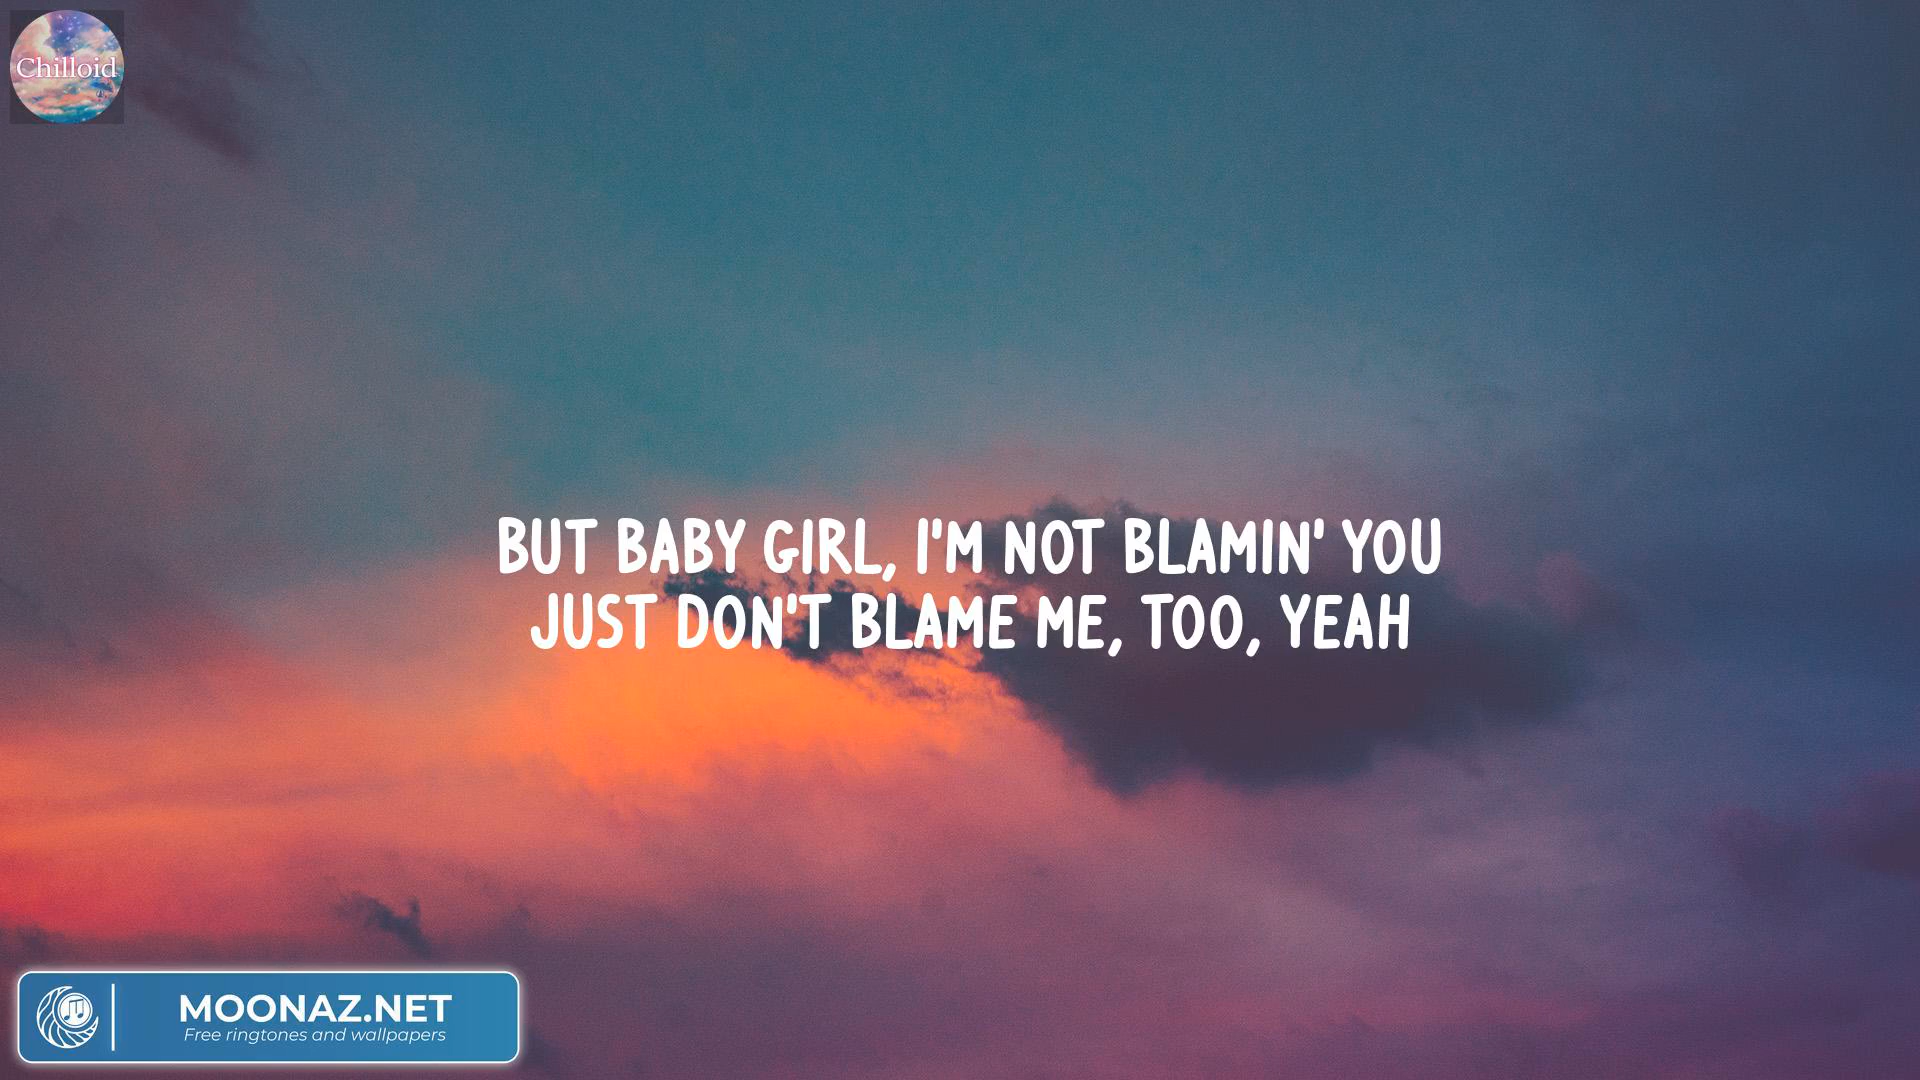 Chilloid
BUT BABY GIRL, I'M NOT BLAMIN' YOU
JUST DON'T BLAME ME, TOO, YEAH
MOONAZ.NET
Free ringtones and wallpapers